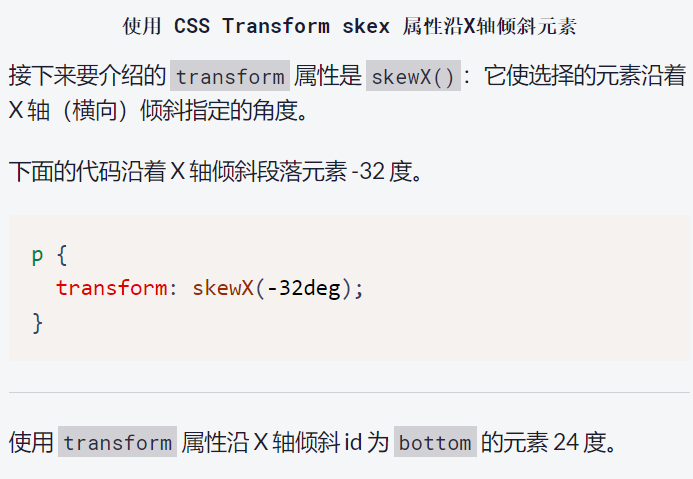 使用 CSS Transform skex 属性沿X轴倾斜元素
接下来要介绍的 transform 属性是 skewX()：它使选择的元素沿着
X 轴（横向）倾斜指定的角度。
下面的代码沿着 X 轴倾斜段落元素 -32 度。
p {
  transform: skewX(-32deg);
}
使用 transform 属性沿 X 轴倾斜 id 为 bottom 的元素 24 度。